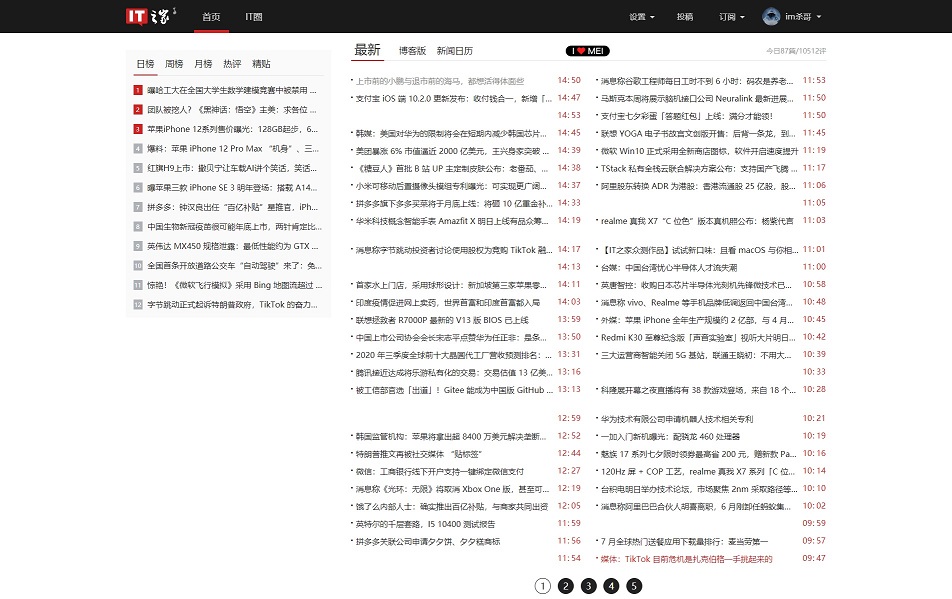 IT之家 首页 IT圈 设置 投稿 订阅 im杀哥
日榜 周榜 月榜 热评 精贴
1 曝哈工大在全国大学生数学建模竞赛中被禁用 ...
2 团队被挖人？《黑神话：悟空》主美：求各位 ...
3 苹果iPhone 12系列售价曝光：128GB起步，6...
4 爆料：苹果 iPhone 12 Pro Max “机身”、三...
5 红旗H9上市：撒贝宁让车载AI讲个笑话，笑话...
6 曝苹果三款 iPhone SE 3 明年登场：搭载 A14...
7 拼多多：钟汉良出任“百亿补贴”星推官，iPh...
8 中国生物新冠疫苗很可能年底上市，两针肯定比...
9 英伟达 MX450 规格泄露：最低性能约为 GTX ...
10 全国首条开放道路公交车“自动驾驶”来了：免...
11 惊艳！《微软飞行模拟》采用 Bing 地图流超过 ...
12 字节跳动正式起诉特朗普政府，TikTok 的奋力...
最新 博客版 新闻日历 I ❤ MEI 今日87篇/10512评
上市前的小鹏与退市前的海马，都想活得体面些 14:50
支付宝 iOS 端 10.2.0 更新发布：收付钱合一，新增「... 14:47
14:53
韩媒：美国对华为的限制将会在短期内减少韩国芯片... 14:45
美团暴涨 6% 市值逼近 2000 亿美元，王兴身家突破 ... 14:39
《糖豆人》首批 B 站 UP 主定制皮肤公布：老番茄、... 14:38
小米可移动后置摄像头模组专利曝光：可实现更广阔... 14:37
拼多多旗下多多买菜将于月底上线：将砸 10 亿重金补... 14:33
华米科技概念智能手表 Amazfit X 明日上线有品众筹... 14:19
消息称字节跳动投资者讨论使用股权为竞购 TikTok 融... 14:17
14:13
首家水上门店，采用球形设计：新加坡第三家苹果零... 14:11
印度疫情促进网上卖药，世界首富和印度首富都入局 14:03
联想拯救者 R7000P 最新的 V13 版 BIOS 已上线 13:59
中国上市公司协会会长宋志平点赞华为任正非：是条... 13:50
2020 年三季度全球前十大晶圆代工厂营收预测排名：... 13:31
腾讯接近达成将乐游私有化的交易：交易估值 13 亿美... 13:16
被工信部官选「出道」！Gitee 能成为中国版 GitHub ... 13:13
12:59
韩国监管机构：苹果将拿出超 8400 万美元解决垄断... 12:52
特朗普推文再被社交媒体 “贴标签” 12:44
微信：工商银行线下开户支持一键绑定微信支付 12:27
消息称《光环：无限》将取消 Xbox One 版，甚至可... 12:19
饿了么内部人士：确实推出百亿补贴，与商家共同出资 12:05
英特尔的千层套路，I5 10400 测试报告 11:59
拼多多关联公司申请夕夕饼、夕夕糕商标 11:56
11:54
消息称谷歌工程师每日工时不到 6 小时：码农是养老... 11:53
马斯克本周将展示脑机接口公司 Neuralink 最新进展... 11:50
支付宝七夕彩蛋「答题红包」上线：满分才能领！ 11:50
联想 YOGA 电子书故宫文创版开售：后背一条龙，到... 11:45
微软 Win10 正式采用全新商店图标，软件开启速度提升 11:19
TStack 私有全栈云联合解决方案公布：支持国产飞腾 ... 11:17
阿里股东转换 ADR 为港股：香港流通股 25 亿股，股... 11:06
11:05
realme 真我 X7“C 位色”版本真机照公布：杨紫代言 11:03
【IT之家众测作品】试试新口味：且看 macOS 与你相... 11:01
台媒：中国台湾忧心半导体人才流失潮 11:00
英唐智控：收购日本芯片半导体光刻机先锋微技术已... 10:58
消息称 vivo、Realme 等手机品牌低调返回中国台湾... 10:48
外媒：苹果 iPhone 全年生产规模约 2 亿部，与 4 月... 10:45
Redmi K30 至尊纪念版「声音实验室」视听大片明日... 10:42
三大运营商智能关闭 5G 基站，联通王晓初：不用大... 10:39
10:33
科隆展开幕之夜直播将有 38 款游戏登场，来自 18 个... 10:28
华为技术有限公司申请机器人技术相关专利 10:21
一加入门新机曝光：配骁龙 460 处理器 10:19
魅族 17 系列七夕限时领券最高省 200 元，赠新款 Pa... 10:16
120Hz 屏 + COP 工艺，realme 真我 X7 系列「C 位... 10:14
台积电明日举办技术论坛，市场聚焦 2nm 采取路径等... 10:10
消息称阿里巴巴合伙人胡喜离职，6 月刚卸任蚂蚁集... 10:02
09:59
7 月全球热门送餐应用下载量排行：麦当劳第一 09:57
媒体：TikTok 目前危机是扎克伯格一手挑起来的 09:47
1 2 3 4 5